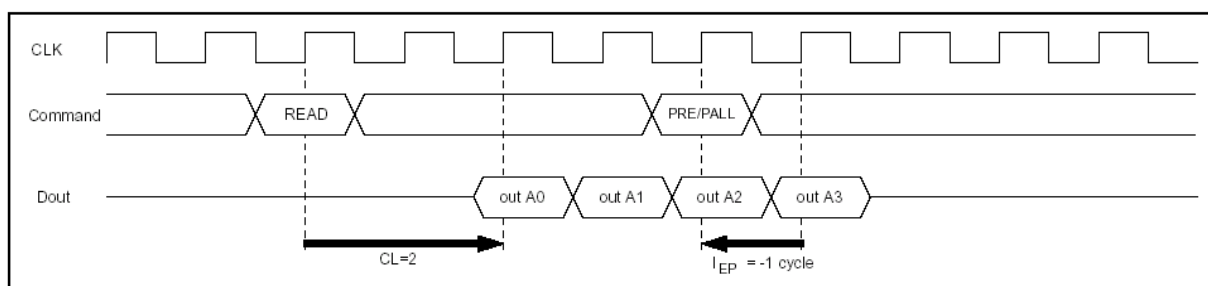 CLK
Command
READ
PRE/PALL
Dout
out A0
out A1
out A2
out A3
CL=2
lEP = -1 cycle